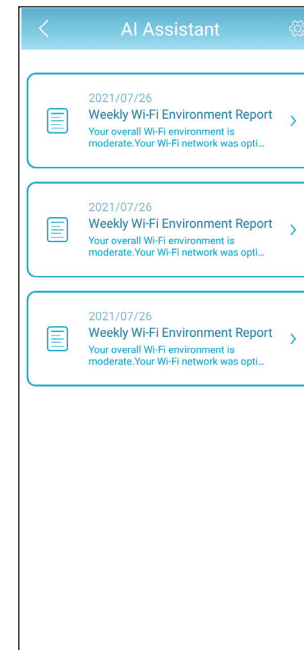 AI Assistant
2021/07/26
Weekly Wi-Fi Environment Report
Your overall Wi-Fi environment is
moderate.Your Wi-Fi network was opti...
2021/07/26
Weekly Wi-Fi Environment Report
Your overall Wi-Fi environment is
moderate.Your Wi-Fi network was opti...
2021/07/26
Weekly Wi-Fi Environment Report
Your overall Wi-Fi environment is
moderate.Your Wi-Fi network was opti...